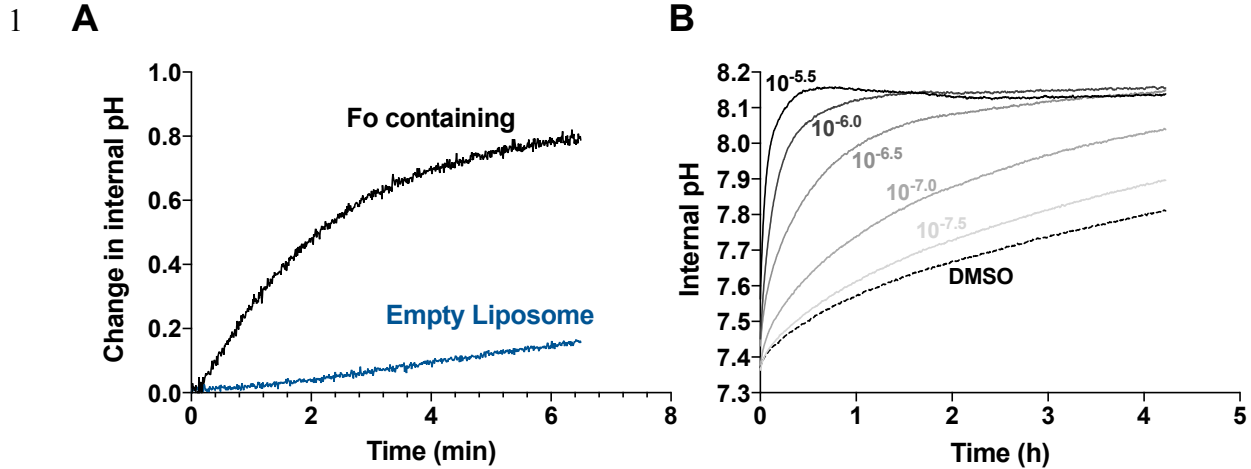 1 A B
1.0
0.8
0.6
0.4
0.2
0.0
Change in internal pH
Fo containing
Empty Liposome
0 2 4 6 8
Time (min)
8.2
8.1
8.0
7.9
7.8
7.7
7.6
7.5
7.4
7.3
Internal pH
10⁻⁵·⁵
10⁻⁶·⁰
10⁻⁶·⁵
10⁻⁷·⁰
10⁻⁷·⁵
DMSO
0 1 2 3 4 5
Time (h)